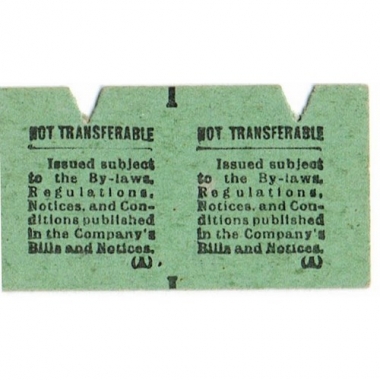 NOT TRANSFERABLE
Issued subject
to the By-laws,
Regulations,
Notices, and Con-
ditions published
in the Company's
Bills and Notices.
(A).
NOT TRANSFERABLE
Issued subject
to the By-laws,
Regulations,
Notices, and Con-
ditions published
in the Company's
Bills and Notices.
(A)